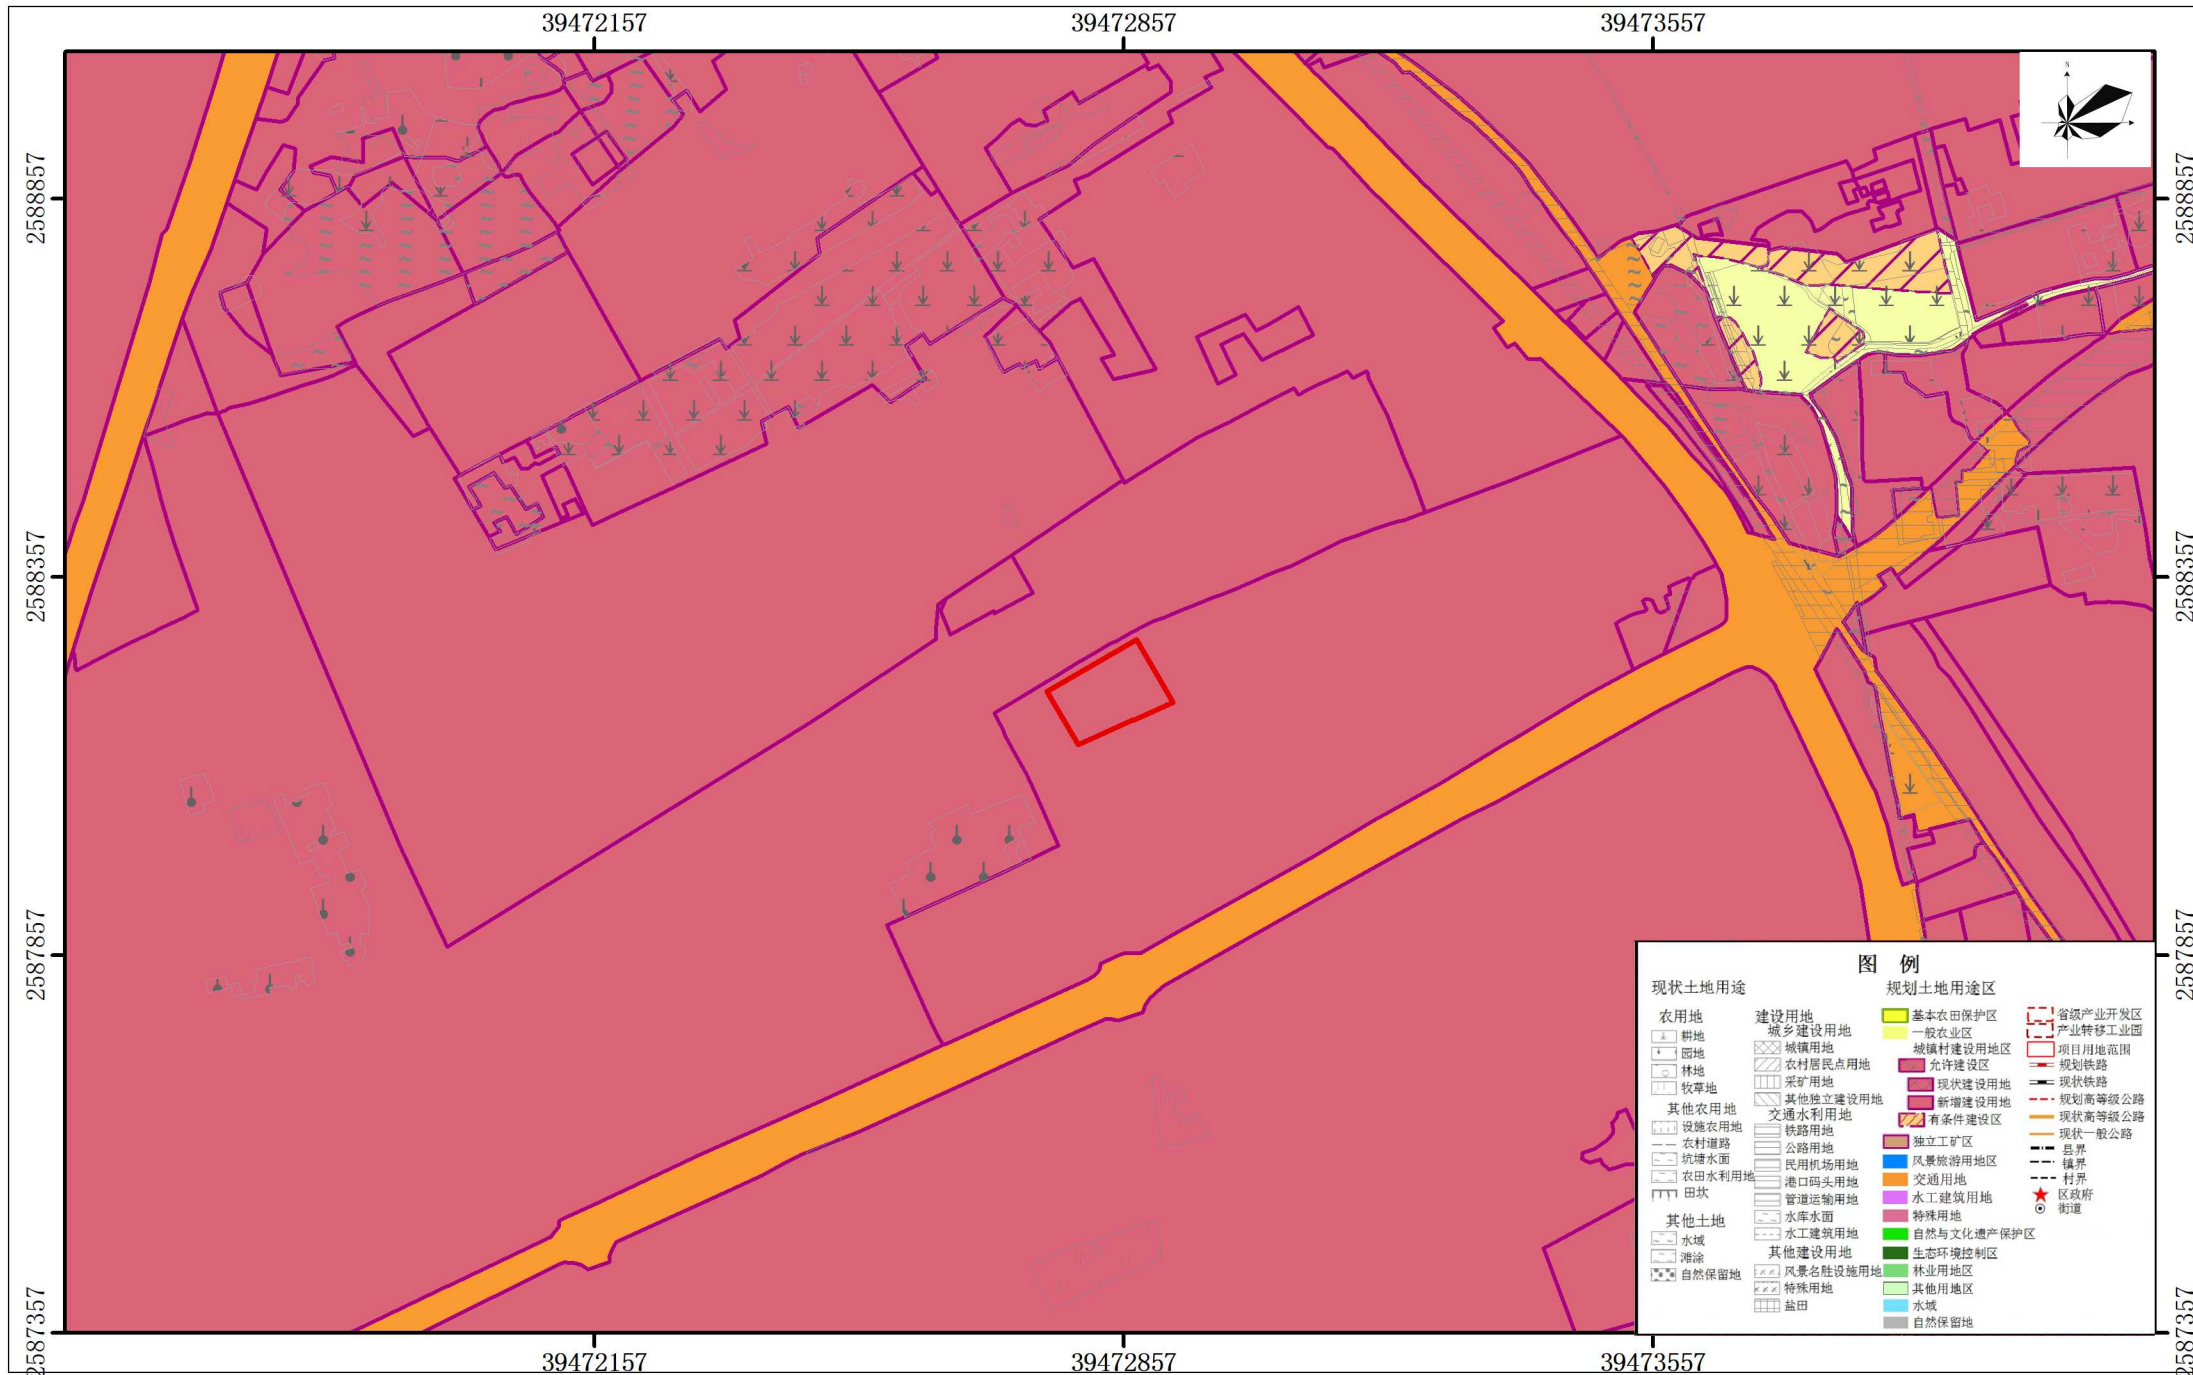 39472157 39472857 39473557
N
2588857 2588857
2588357 2588357
2587857 2587857
2587357 2587357
39472157 39472857 39473557
图 例
现状土地用途
农用地
耕地
园地
林地
牧草地
其他农用地
设施农用地
农村道路
坑塘水面
农田水利用地
田坎
其他土地
水域
滩涂
自然保留地
建设用地
城乡建设用地
城镇用地
农村居民点用地
采矿用地
其他独立建设用地
交通水利用地
铁路用地
公路用地
民用机场用地
港口码头用地
管道运输用地
水库水面
水工建筑用地
其他建设用地
风景名胜设施用地
特殊用地
盐田
规划土地用途区
基本农田保护区
一般农业区
城镇村建设用地区
允许建设区
现状建设用地
新增建设用地
有条件建设区
独立工矿区
风景旅游用地区
交通用地
水工建筑用地
特殊用地
自然与文化遗产保护区
生态环境控制区
林业用地区
其他用地区
水域
自然保留地
省级产业开发区
产业转移工业园
项目用地范围
规划铁路
现状铁路
规划高等级公路
现状高等级公路
现状一般公路
县界
镇界
村界
区政府
街道